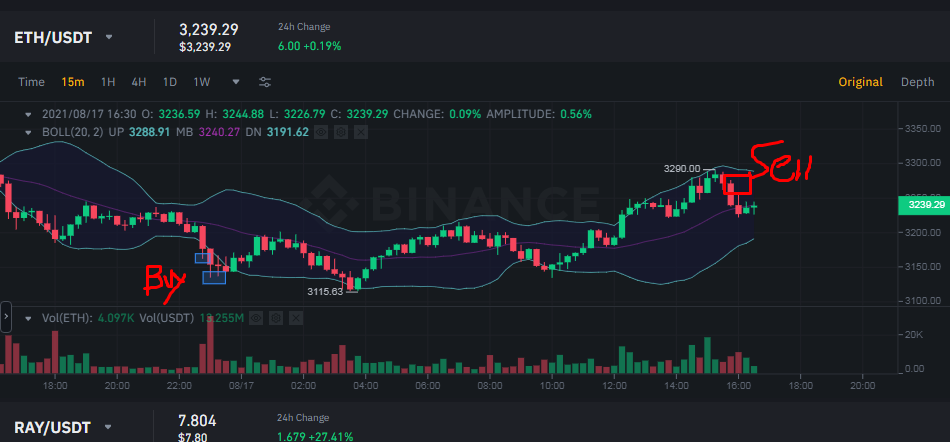 ETH/USDT
3,239.29
$3,239.29
24h Change
6.00 +0.19%
Time 15m 1H 4H 1D 1W
Original Depth
2021/08/17 16:30 O: 3236.59 H: 3244.88 L: 3226.79 C: 3239.29 CHANGE: 0.09% AMPLITUDE: 0.56%
BOLL(20, 2) UP 3288.91 MB 3240.27 DN 3191.62
3350.00
Sell
3300.00
3290.00
BINANCE
3239.29
3200.00
Buy
3150.00
3115.63
3100.00
Vol(ETH): 4.097K Vol(USDT) 13.255M
20K
0.00
18:00 20:00 22:00 08/17 02:00 04:00 06:00 08:00 10:00 12:00 14:00 16:00 18:00 20:00
RAY/USDT
7.804
$7.80
24h Change
1.679 +27.41%